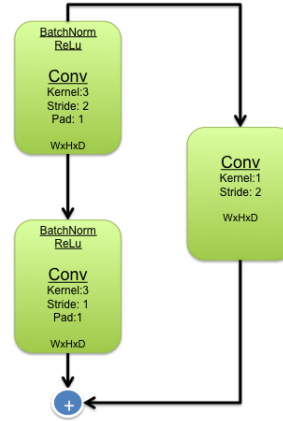 BatchNorm
ReLu
Conv
Kernel:3
Stride: 2
Pad: 1
WxHxD
Conv
Kernel:1
Stride: 2
WxHxD
BatchNorm
ReLu
Conv
Kernel:3
Stride: 1
Pad:1
WxHxD
+